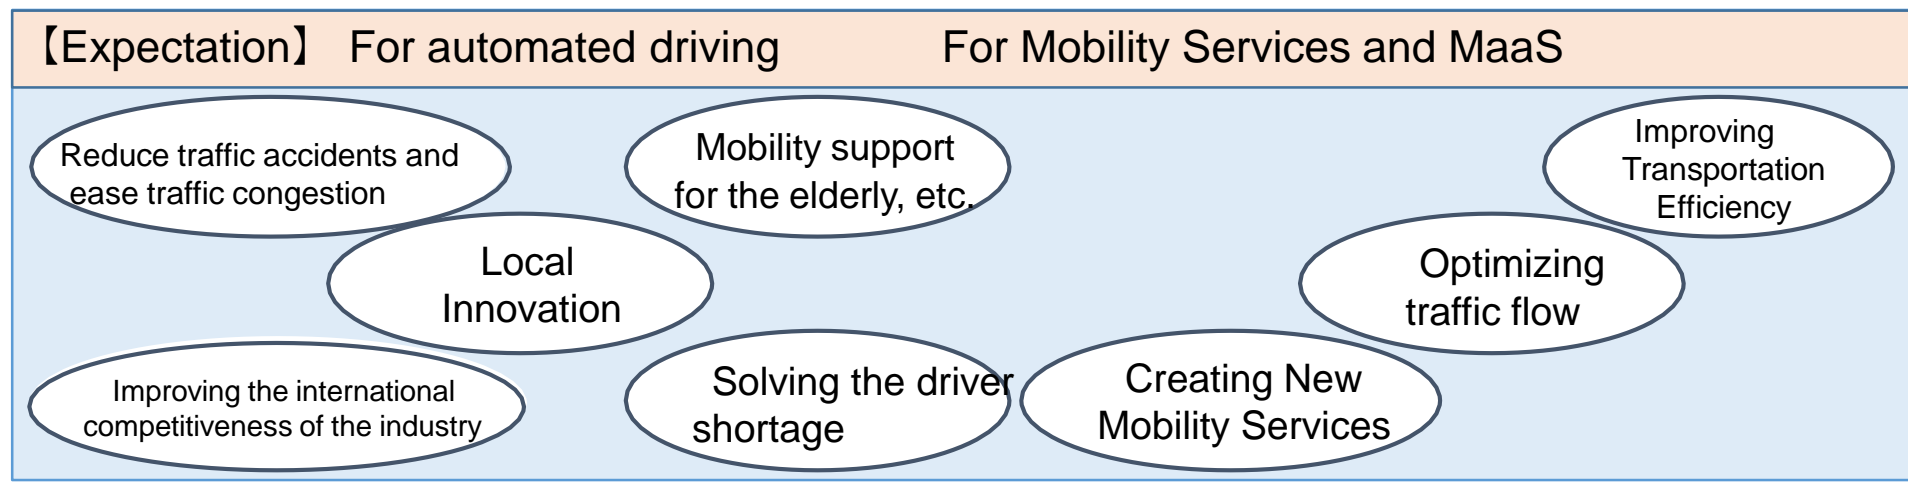 【Expectation】 For automated driving For Mobility Services and MaaS
Reduce traffic accidents and
ease traffic congestion
Mobility support
for the elderly, etc.
Improving
Transportation
Efficiency
Local
Innovation
Optimizing
traffic flow
Improving the international
competitiveness of the industry
Solving the driver
shortage
Creating New
Mobility Services